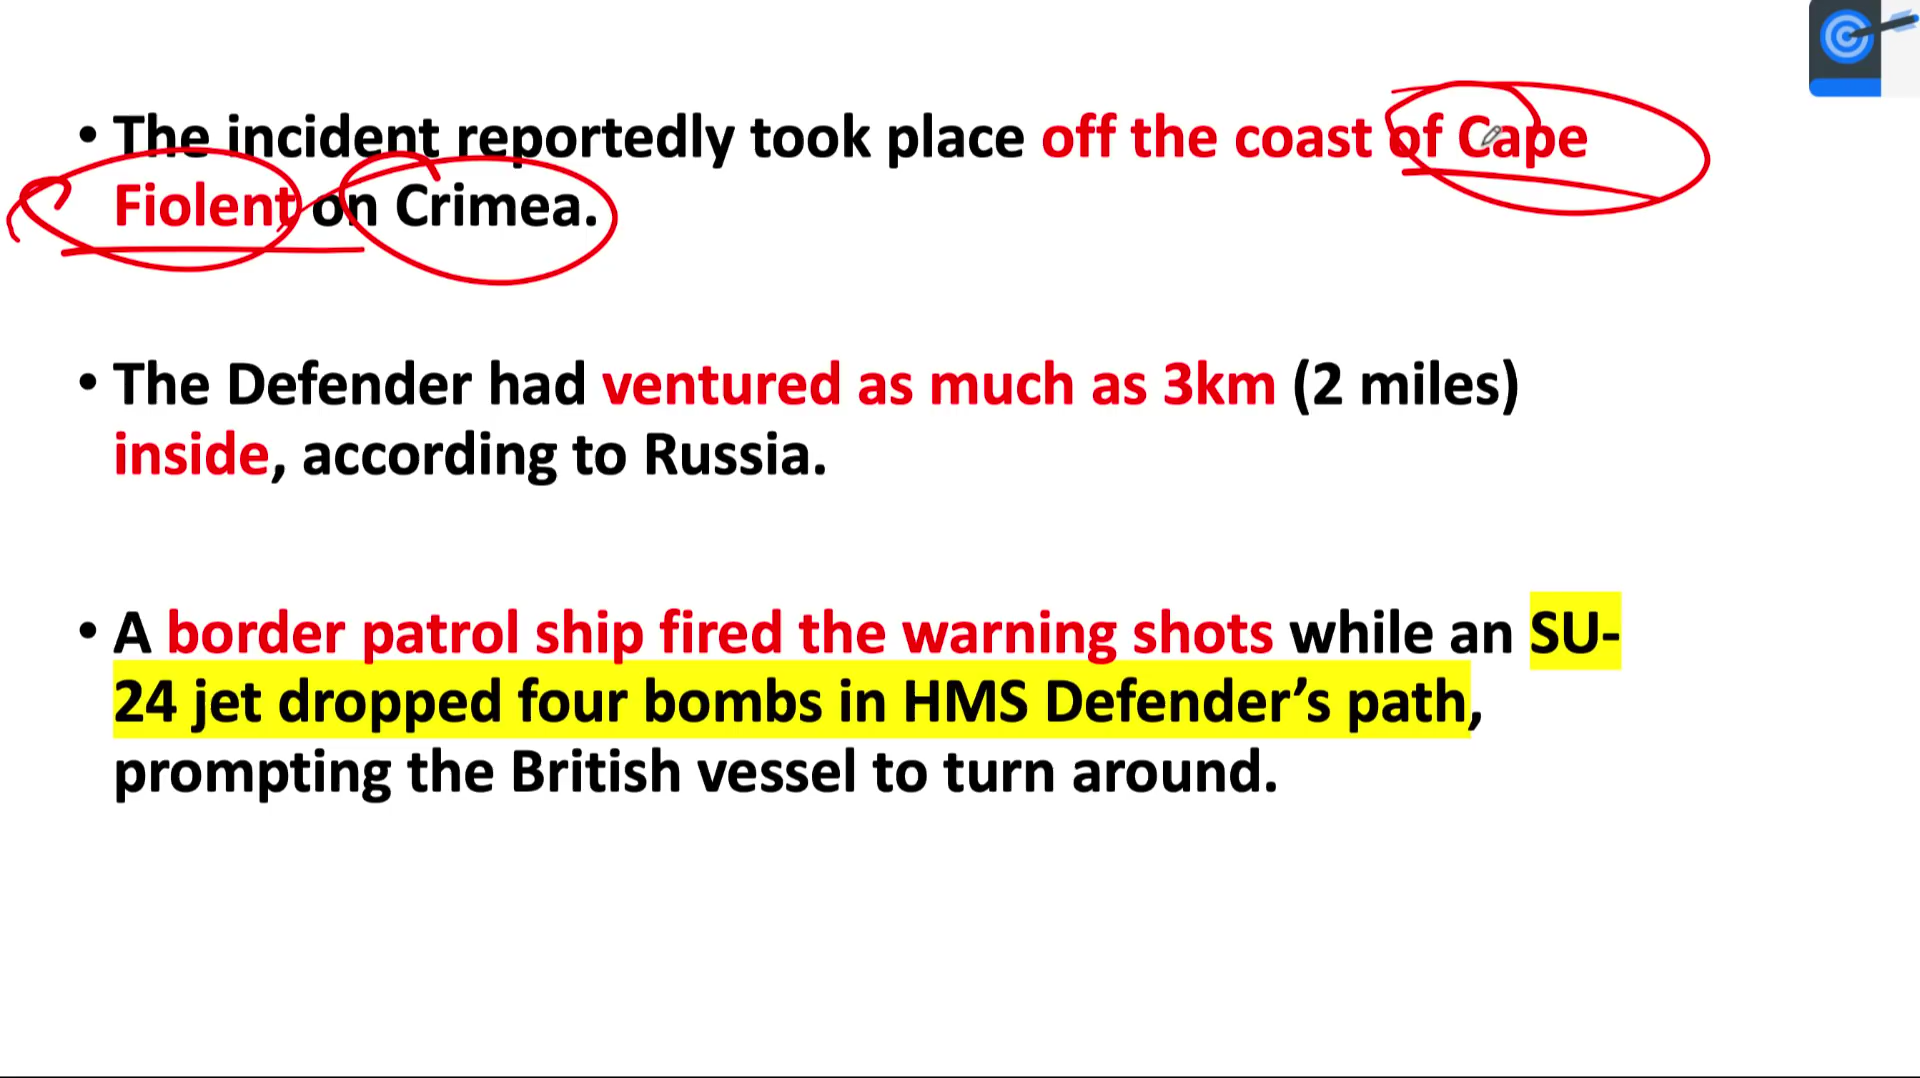 • The incident reportedly took place off the coast of Cape
Fiolent on Crimea.
• The Defender had ventured as much as 3km (2 miles)
inside, according to Russia.
• A border patrol ship fired the warning shots while an SU-
24 jet dropped four bombs in HMS Defender’s path,
prompting the British vessel to turn around.